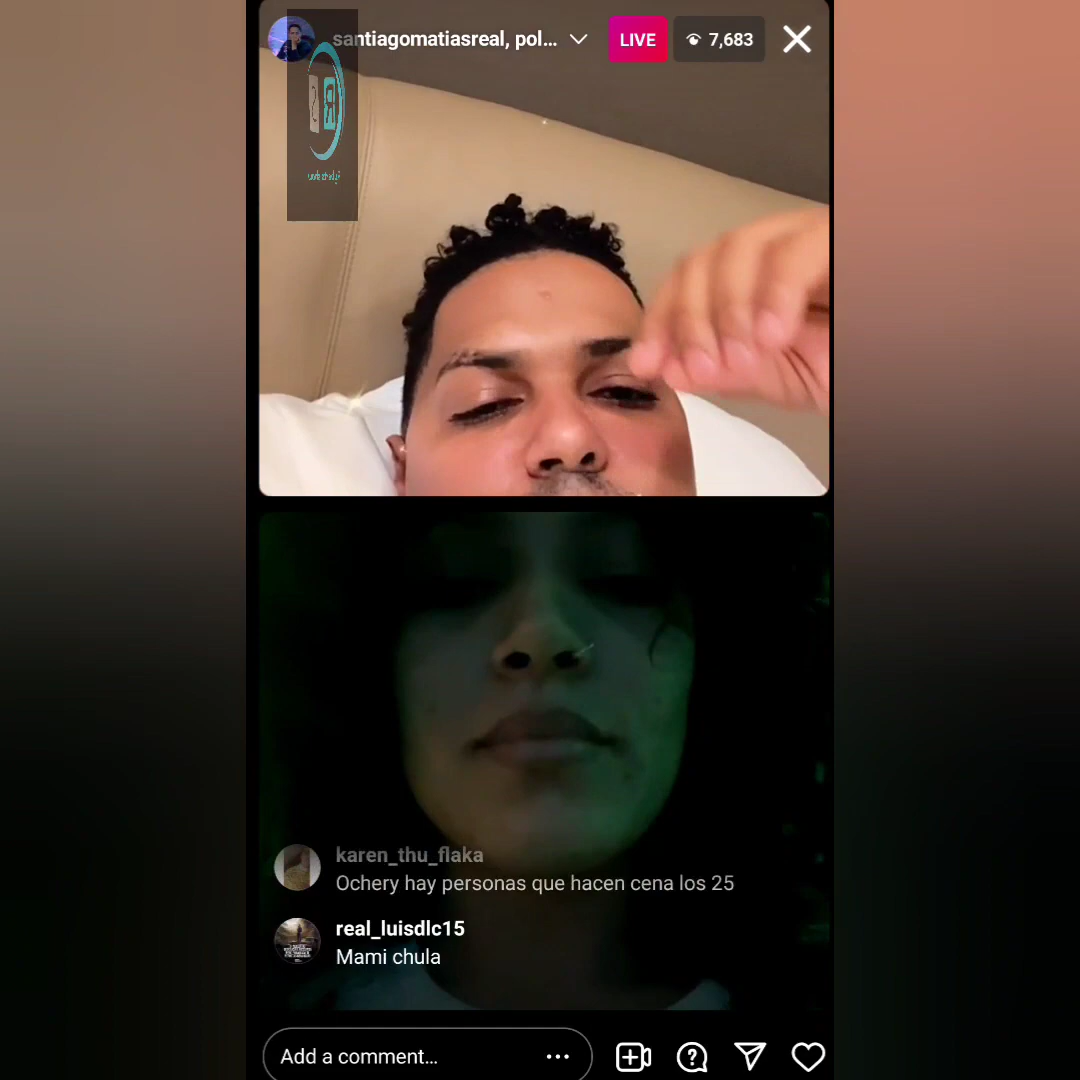 santiagomatiasreal, pol...
LIVE
7,683
karen_thu_flaka
Ochery hay personas que hacen cena los 25
real_luisdlc15
Mami chula
Add a comment...